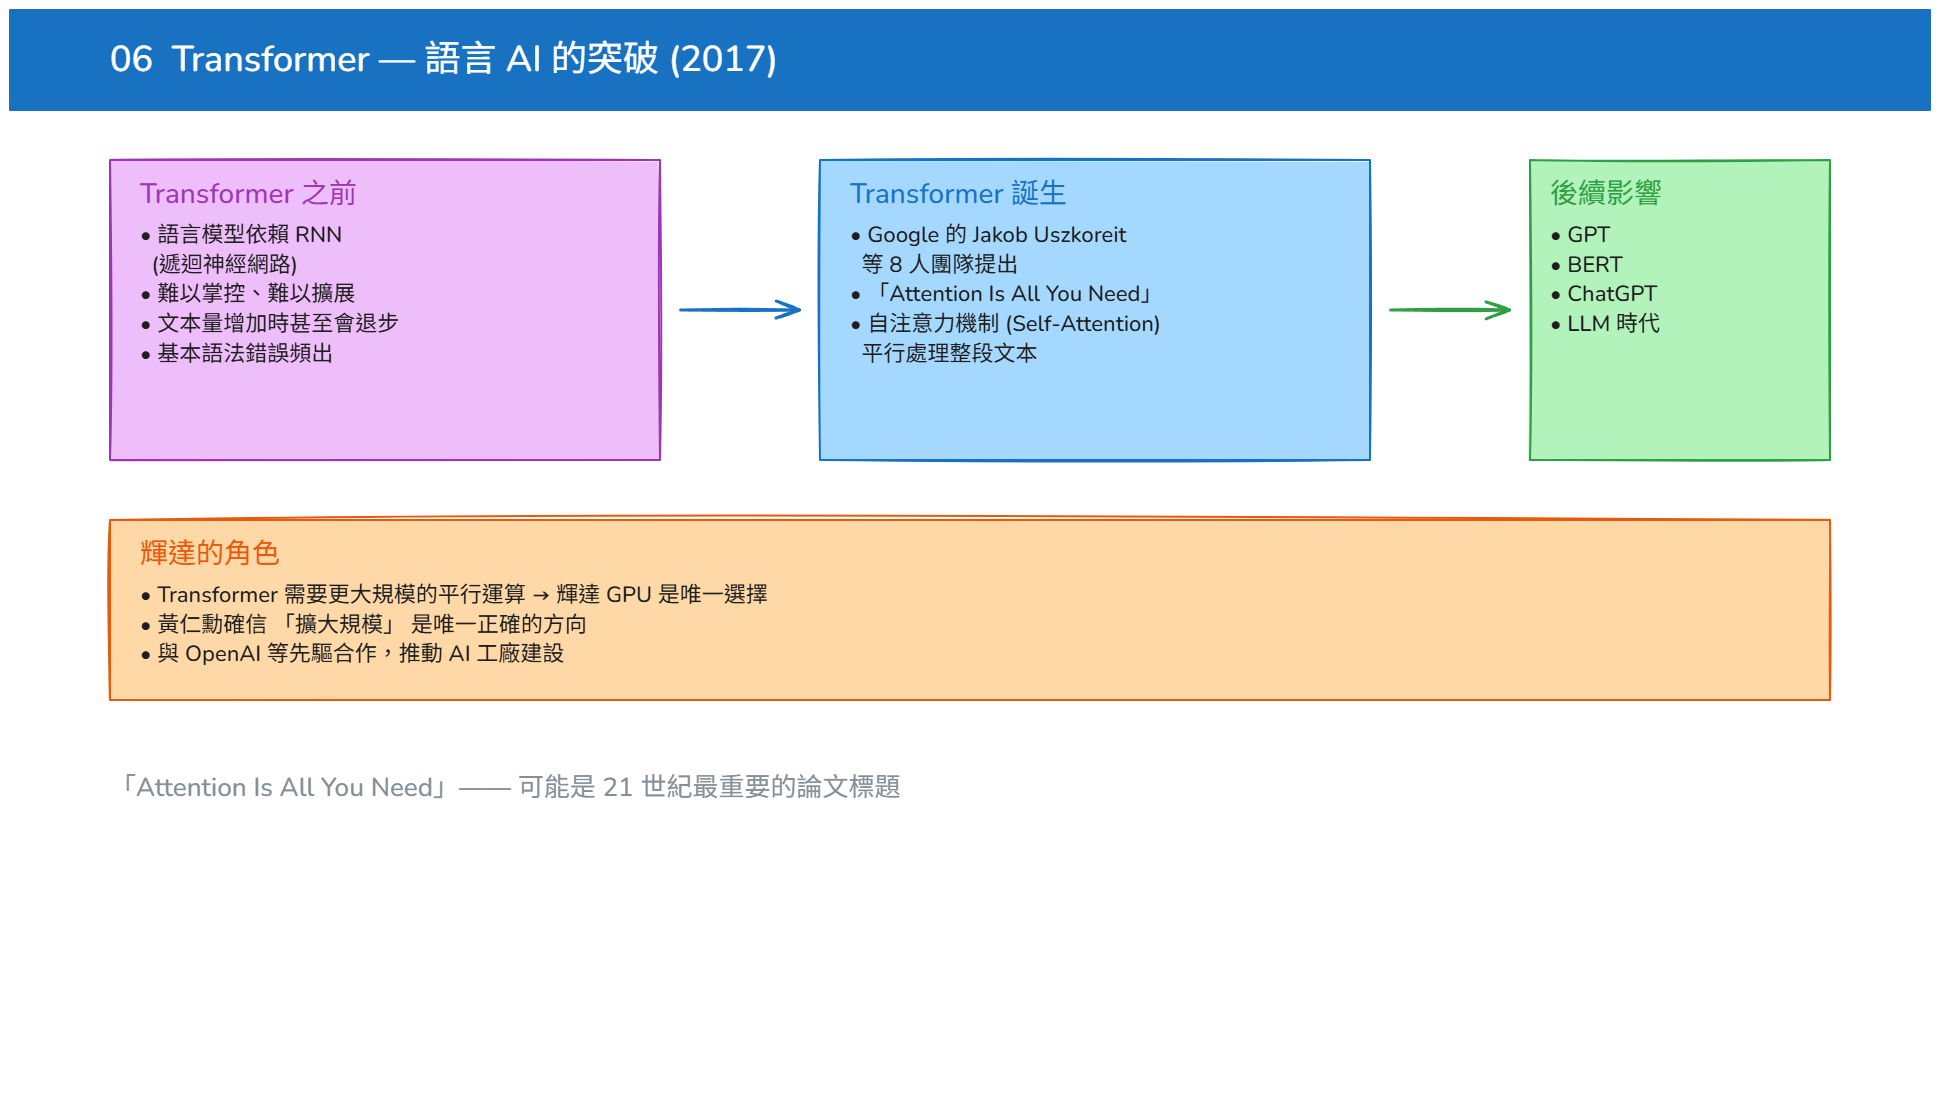 06 Transformer — 語言 AI 的突破 (2017)
Transformer 之前
• 語言模型依賴 RNN
(遞迴神經網路)
• 難以掌控、難以擴展
• 文本量增加時甚至會退步
• 基本語法錯誤頻出
Transformer 誕生
• Google 的 Jakob Uszkoreit
等 8 人團隊提出
• 「Attention Is All You Need」
• 自注意力機制 (Self-Attention)
平行處理整段文本
後續影響
• GPT
• BERT
• ChatGPT
• LLM 時代
輝達的角色
• Transformer 需要更大規模的平行運算 → 輝達 GPU 是唯一選擇
• 黃仁勳確信 「擴大規模」 是唯一正確的方向
• 與 OpenAI 等先驅合作，推動 AI 工廠建設
「Attention Is All You Need」—— 可能是 21 世紀最重要的論文標題